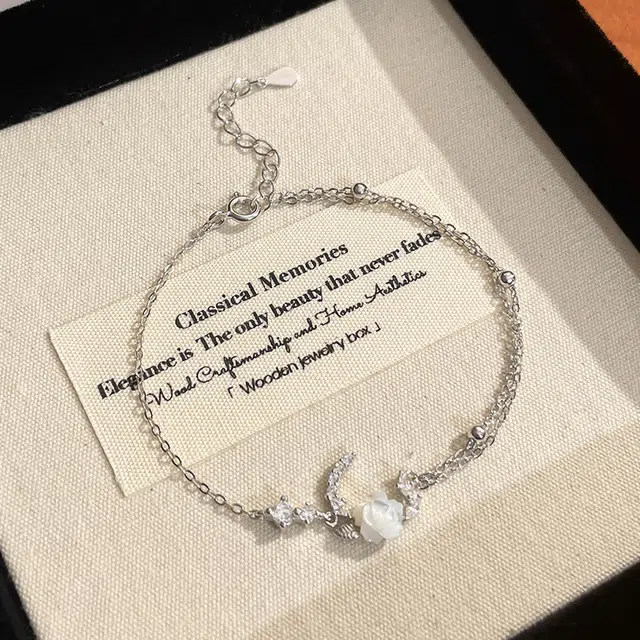 Classical Memories
Elegance is The only beauty that never fades
Wood Craftsmanship and Home Aesthetics
「 Wooden jewelry box 」